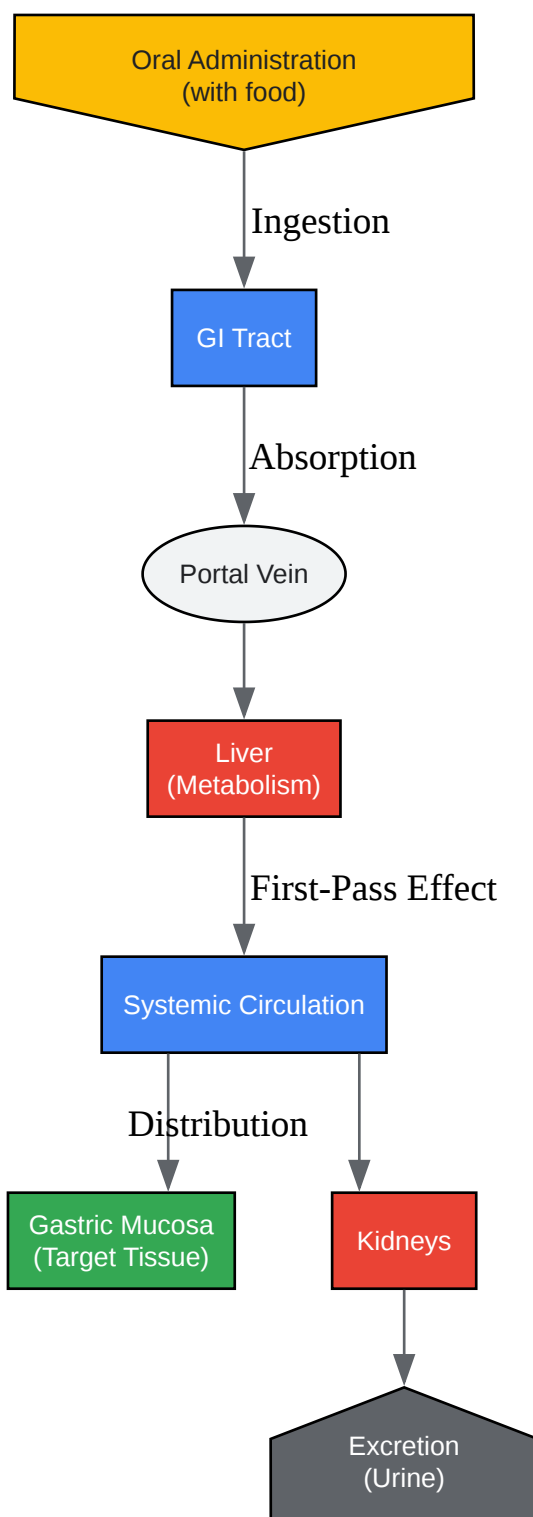 Oral Administration
(with food)
Ingestion
GI Tract
Absorption
Portal Vein
Liver
(Metabolism)
First-Pass Effect
Systemic Circulation
Distribution
Gastric Mucosa
(Target Tissue)
Kidneys
Excretion
(Urine)